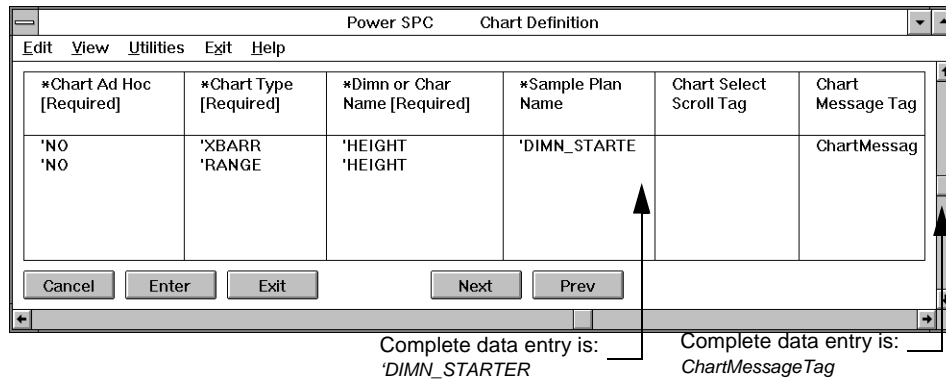 Power SPC Chart Definition
Edit View Utilities Exit Help
*Chart Ad Hoc [Required] *Chart Type [Required] *Dimn or Char Name [Required] *Sample Plan Name Chart Select Scroll Tag Chart Message Tag
'NO 'XBARR 'HEIGHT 'DIMN_STARTE ChartMessag
'NO 'RANGE 'HEIGHT
Cancel Enter Exit Next Prev
Complete data entry is:
'DIMN_STARTER
Complete data entry is:
ChartMessageTag